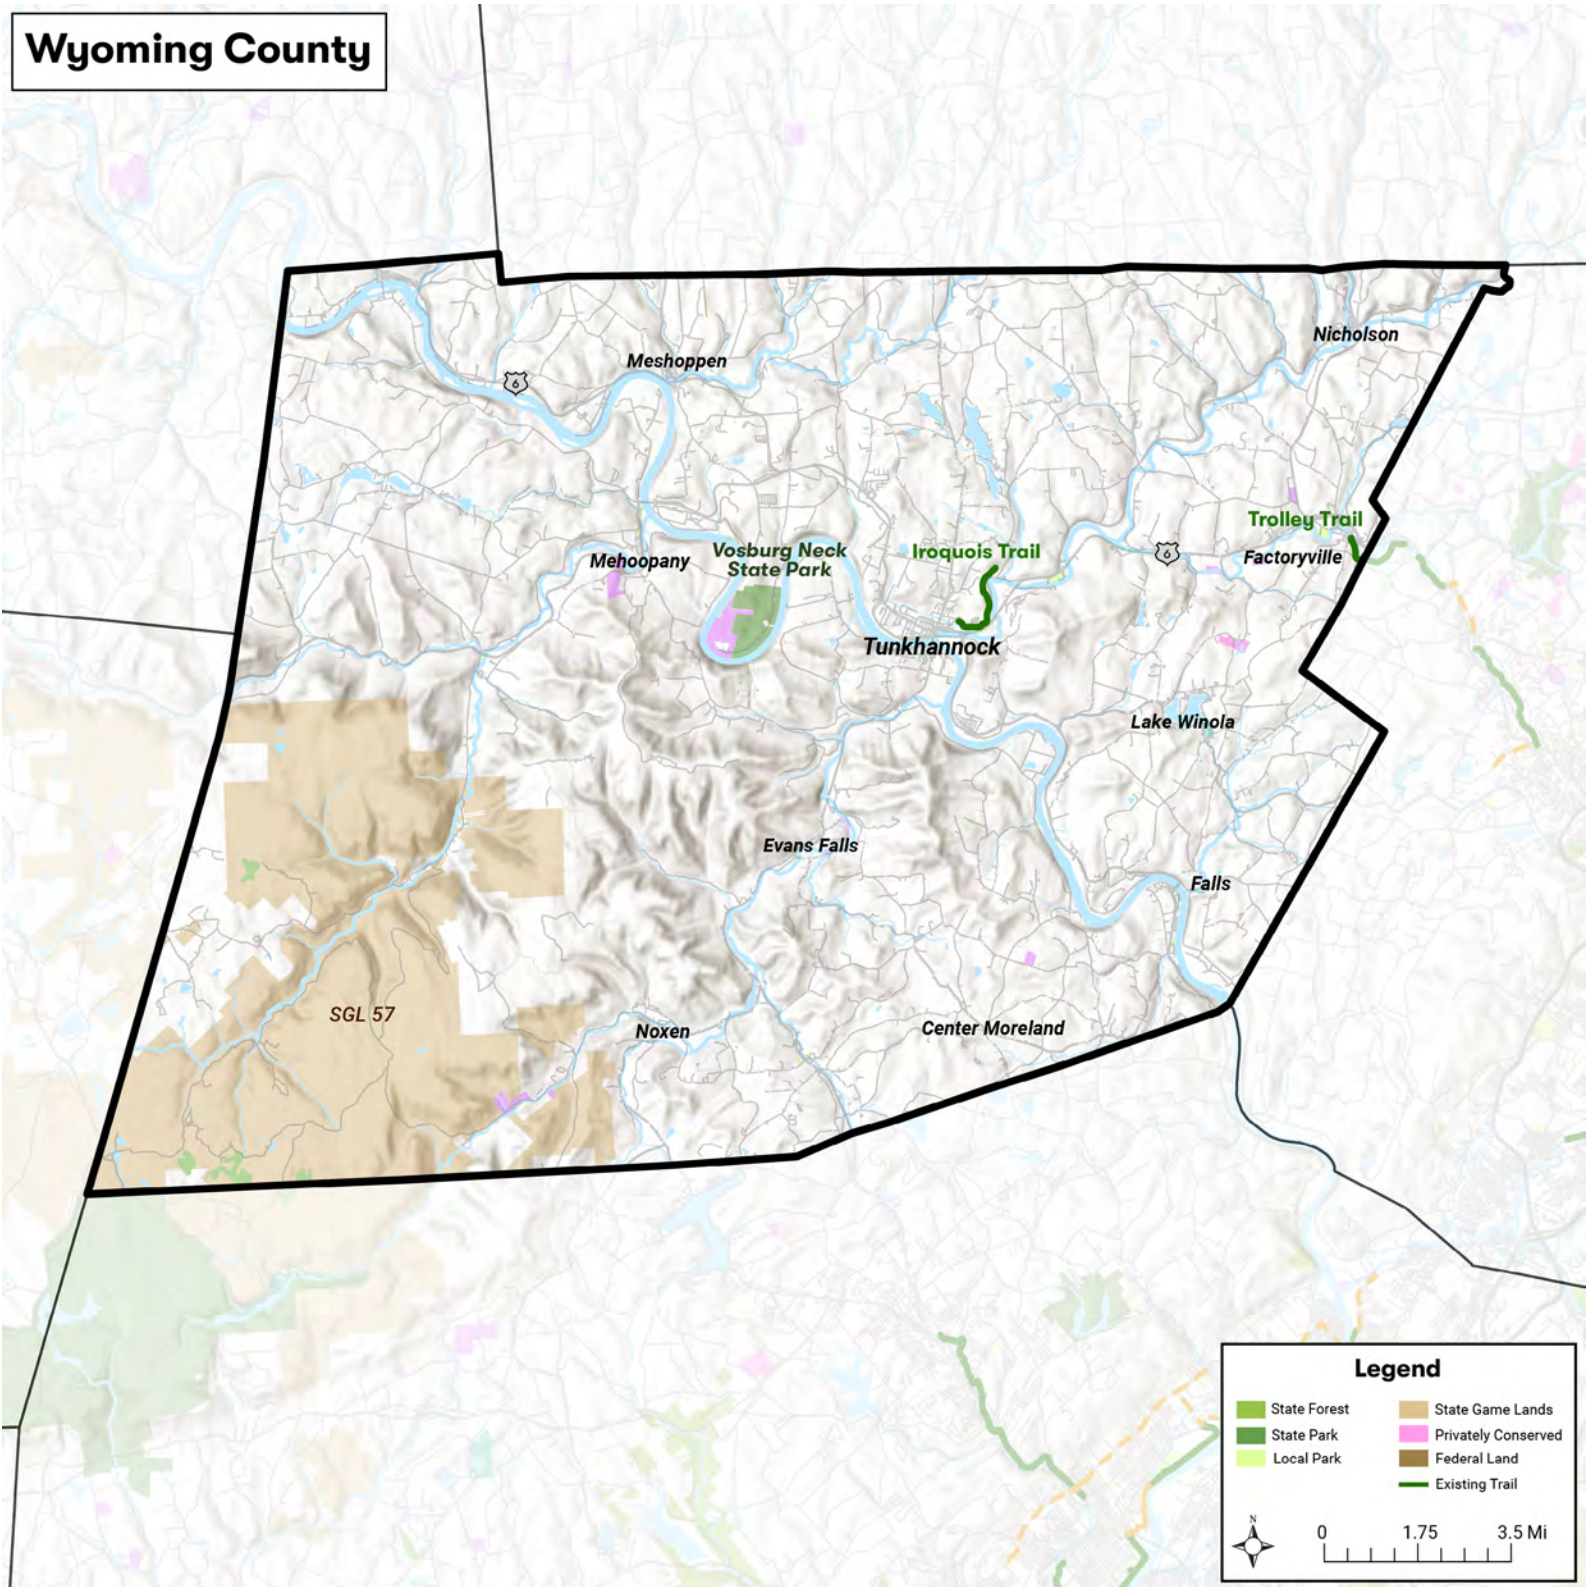 Wyoming County
Nicholson
Meshoppen
6
Trolley Trail
Vosburg Neck
State Park
Iroquois Trail
6
Factoryville
Mehoopany
Tunkhannock
Lake Winola
Evans Falls
Falls
SGL 57
Noxen
Center Moreland
Legend
State Forest
State Game Lands
State Park
Privately Conserved
Local Park
Federal Land
Existing Trail
N
0 1.75 3.5 Mi